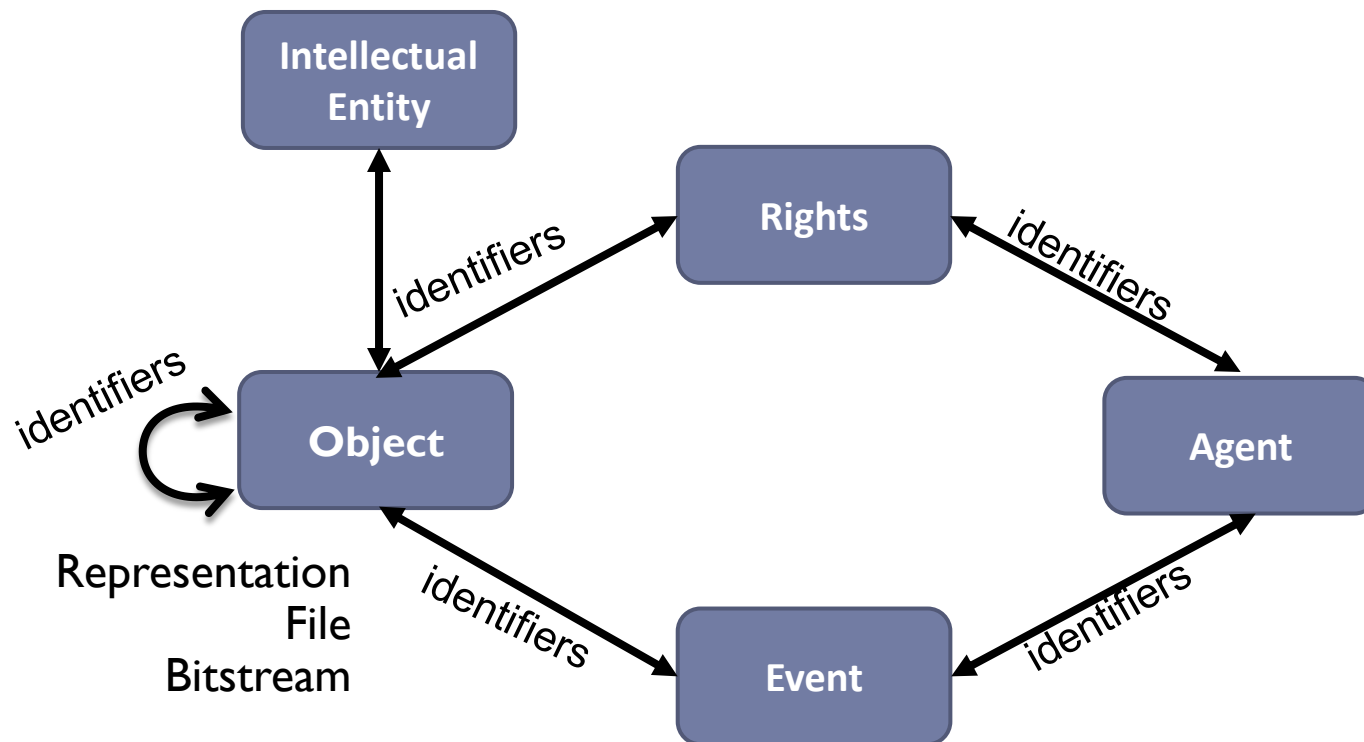 Intellectual
Entity
Rights
identifiers
identifiers
identifiers
Object
Agent
Representation
File
Bitstream
identifiers
identifiers
Event